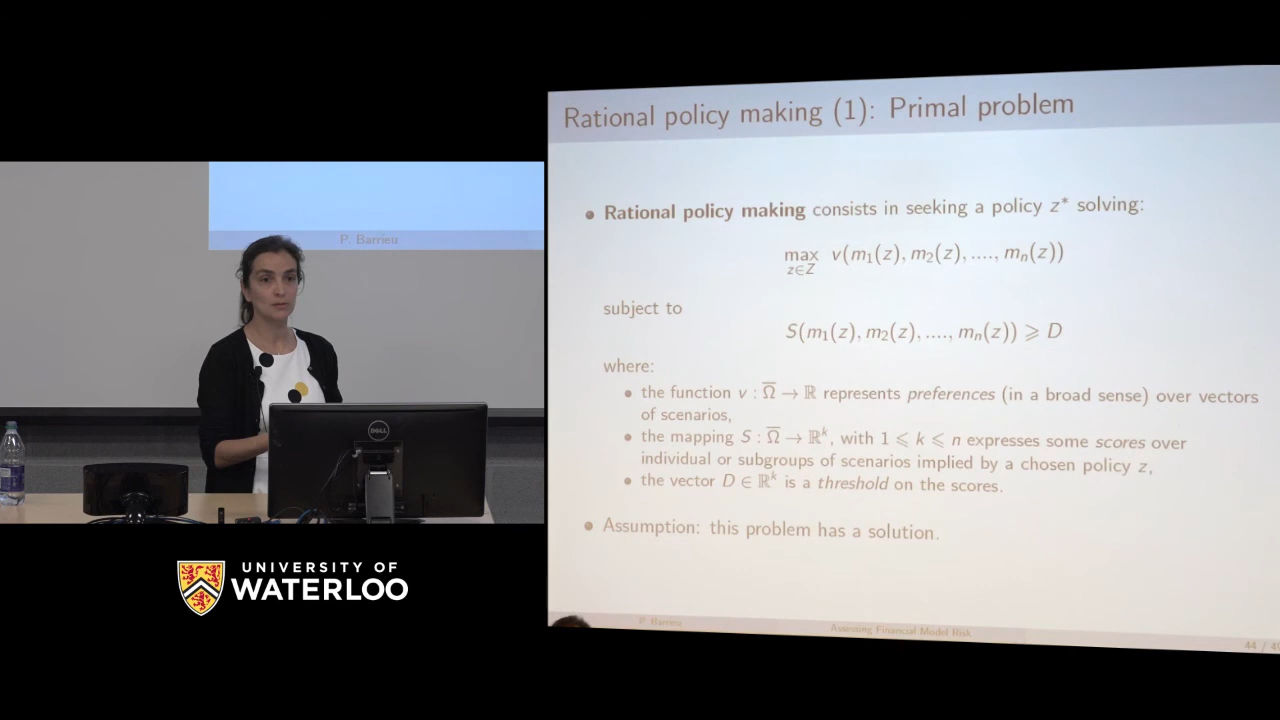 P. Barrieu
DELL
UNIVERSITY OF
WATERLOO
Rational policy making (1): Primal problem
• Rational policy making consists in seeking a policy z* solving:
max v(m₁(z), m₂(z), ...., mₙ(z))
z∈Z
subject to
S(m₁(z), m₂(z), ...., mₙ(z)) ⩾ D
where:
• the function v : Ω̅ → ℝ represents preferences (in a broad sense) over vectors
of scenarios,
• the mapping S : Ω̅ → ℝᵏ, with 1 ⩽ k ⩽ n expresses some scores over
individual or subgroups of scenarios implied by a chosen policy z,
• the vector D ∈ ℝᵏ is a threshold on the scores.
• Assumption: this problem has a solution.
P. Barrieu
Assessing Financial Model Risk
44 / 49